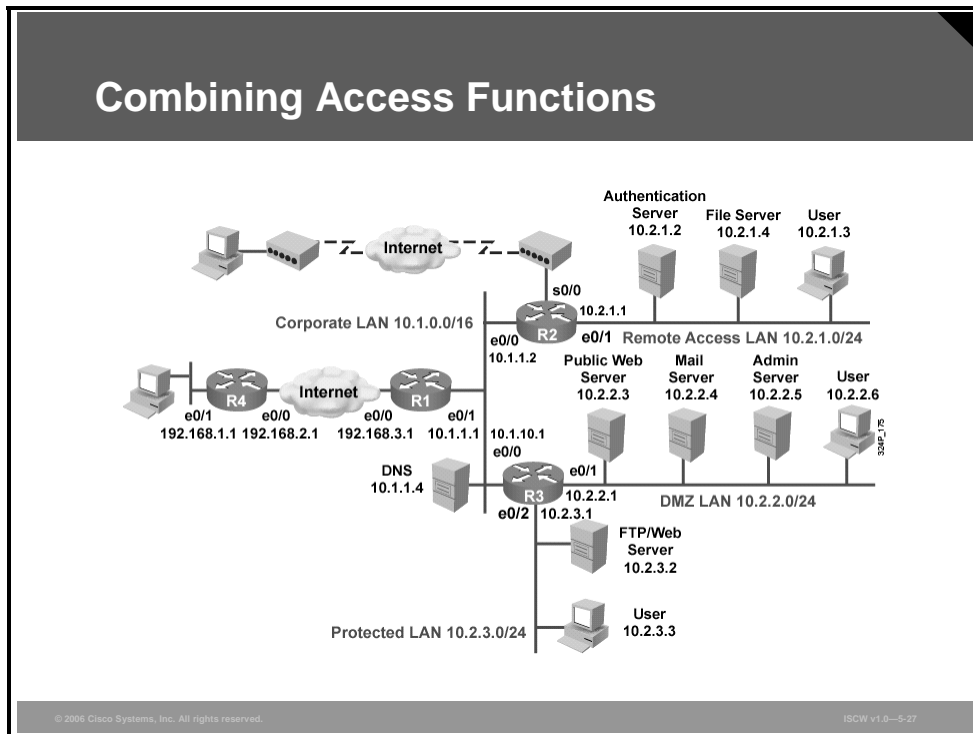 Combining Access Functions
Authentication
Server
10.2.1.2
File Server
10.2.1.4
User
10.2.1.3
Internet
s0/0
10.2.1.1
Corporate LAN 10.1.0.0/16
R2
e0/0
10.1.1.2
e0/1
Remote Access LAN 10.2.1.0/24
Public Web
Server
10.2.2.3
Mail
Server
10.2.2.4
Admin
Server
10.2.2.5
User
10.2.2.6
324P_175
R4
Internet
R1
e0/1
192.168.1.1
e0/0
192.168.2.1
e0/0
192.168.3.1
e0/1
10.1.1.1
10.1.10.1
e0/0
DNS
10.1.1.4
R3
e0/1
10.2.2.1
DMZ LAN 10.2.2.0/24
e0/2
10.2.3.1
FTP/Web
Server
10.2.3.2
User
10.2.3.3
Protected LAN 10.2.3.0/24
© 2006 Cisco Systems, Inc. All rights reserved.
ISCW v1.0—5-27